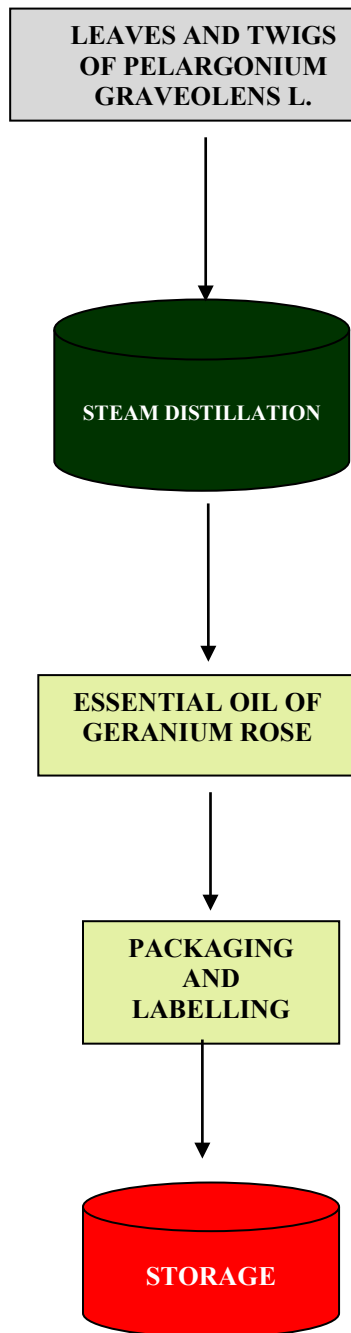 LEAVES AND TWIGS
OF PELARGONIUM
GRAVEOLENS L.
STEAM DISTILLATION
ESSENTIAL OIL OF
GERANIUM ROSE
PACKAGING
AND
LABELLING
STORAGE